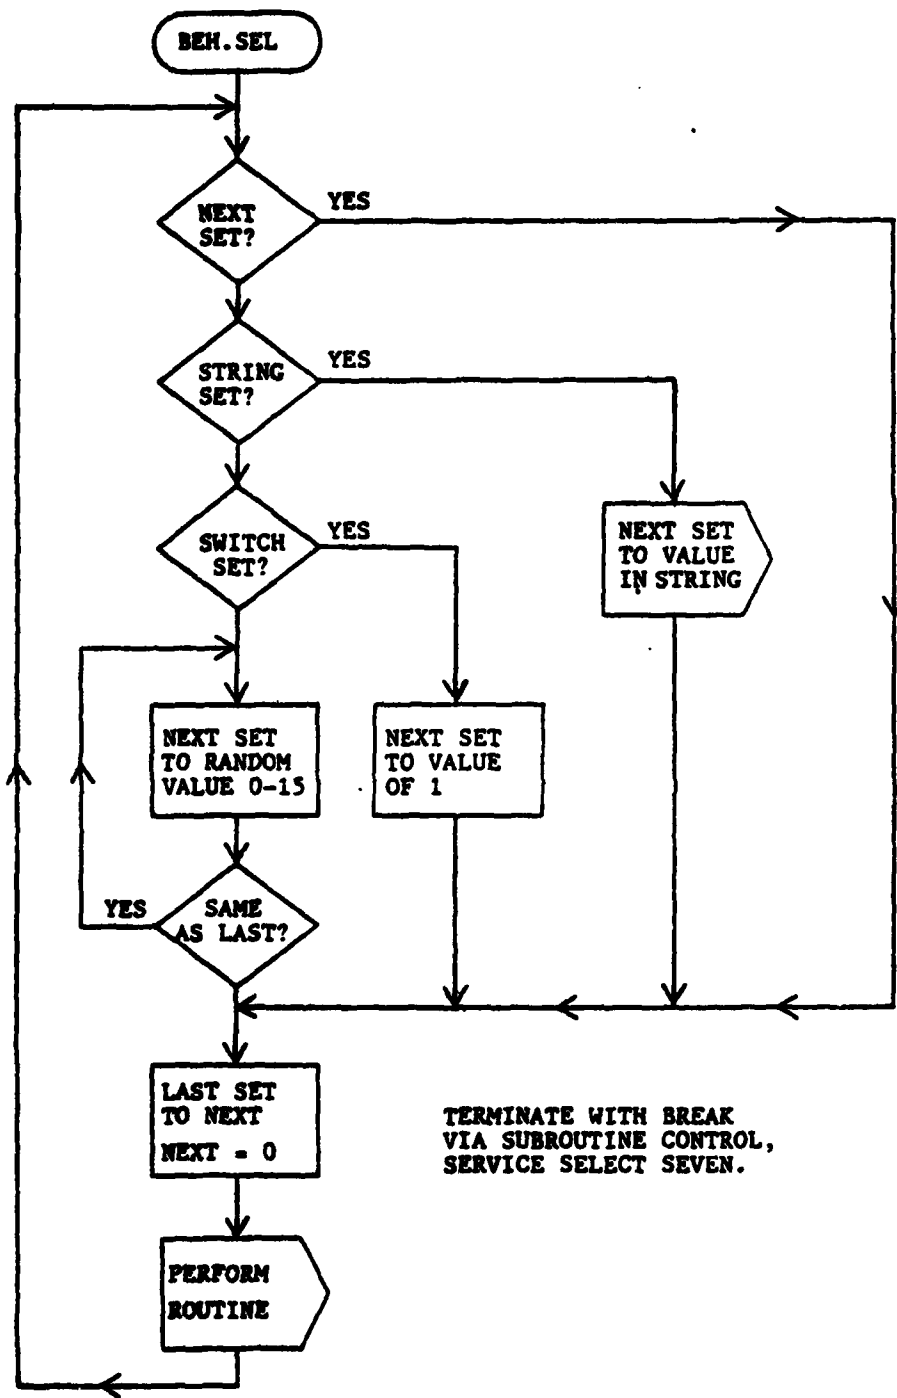 BEH.SEL
NEXT
SET?
YES
STRING
SET?
YES
SWITCH
SET?
YES
NEXT SET
TO VALUE
IN STRING
NEXT SET
TO RANDOM
VALUE 0-15
NEXT SET
TO VALUE
OF 1
SAME
AS LAST?
YES
LAST SET
TO NEXT
NEXT = 0
TERMINATE WITH BREAK
VIA SUBROUTINE CONTROL,
SERVICE SELECT SEVEN.
PERFORM
ROUTINE